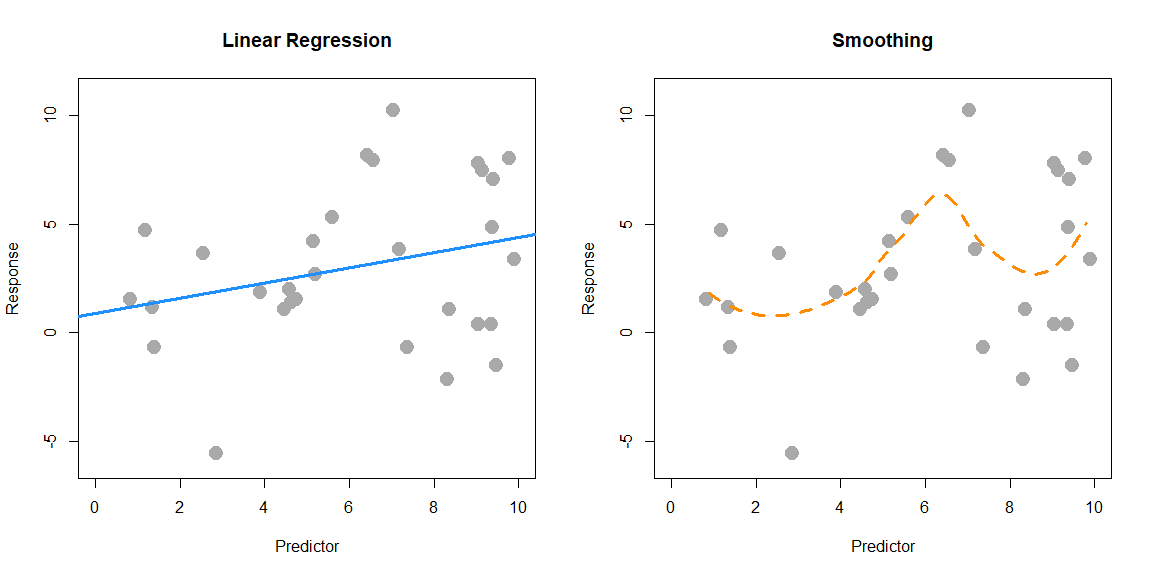 Linear Regression
Response
10
5
0
-5
0 2 4 6 8 10
Predictor
Smoothing
Response
10
5
0
-5
0 2 4 6 8 10
Predictor